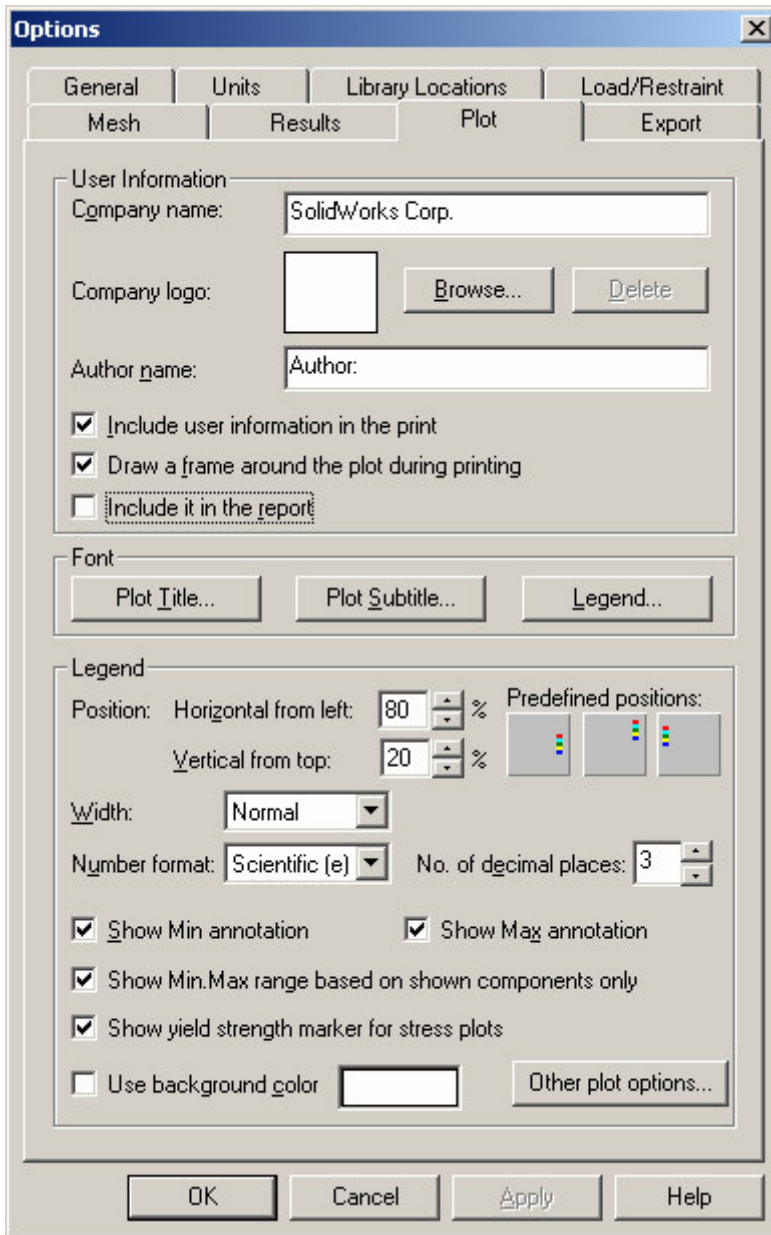 Options
General Units Library Locations Load/Restraint
Mesh Results Plot Export
User Information
Company name: SolidWorks Corp.
Company logo: Browse... Delete
Author name: Author:
Include user information in the print
Draw a frame around the plot during printing
Include it in the report
Font
Plot Title... Plot Subtitle... Legend...
Legend
Position: Horizontal from left: 80 % Predefined positions:
Vertical from top: 20 %
Width: Normal
Number format: Scientific (e) No. of decimal places: 3
Show Min annotation Show Max annotation
Show Min.Max range based on shown components only
Show yield strength marker for stress plots
Use background color Other plot options...
OK Cancel Apply Help